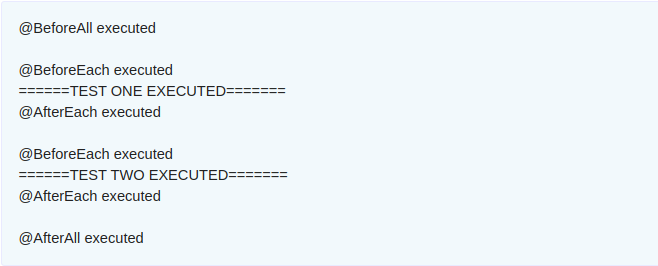 @BeforeAll executed
@BeforeEach executed
======TEST ONE EXECUTED=======
@AfterEach executed
@BeforeEach executed
======TEST TWO EXECUTED=======
@AfterEach executed
@AfterAll executed